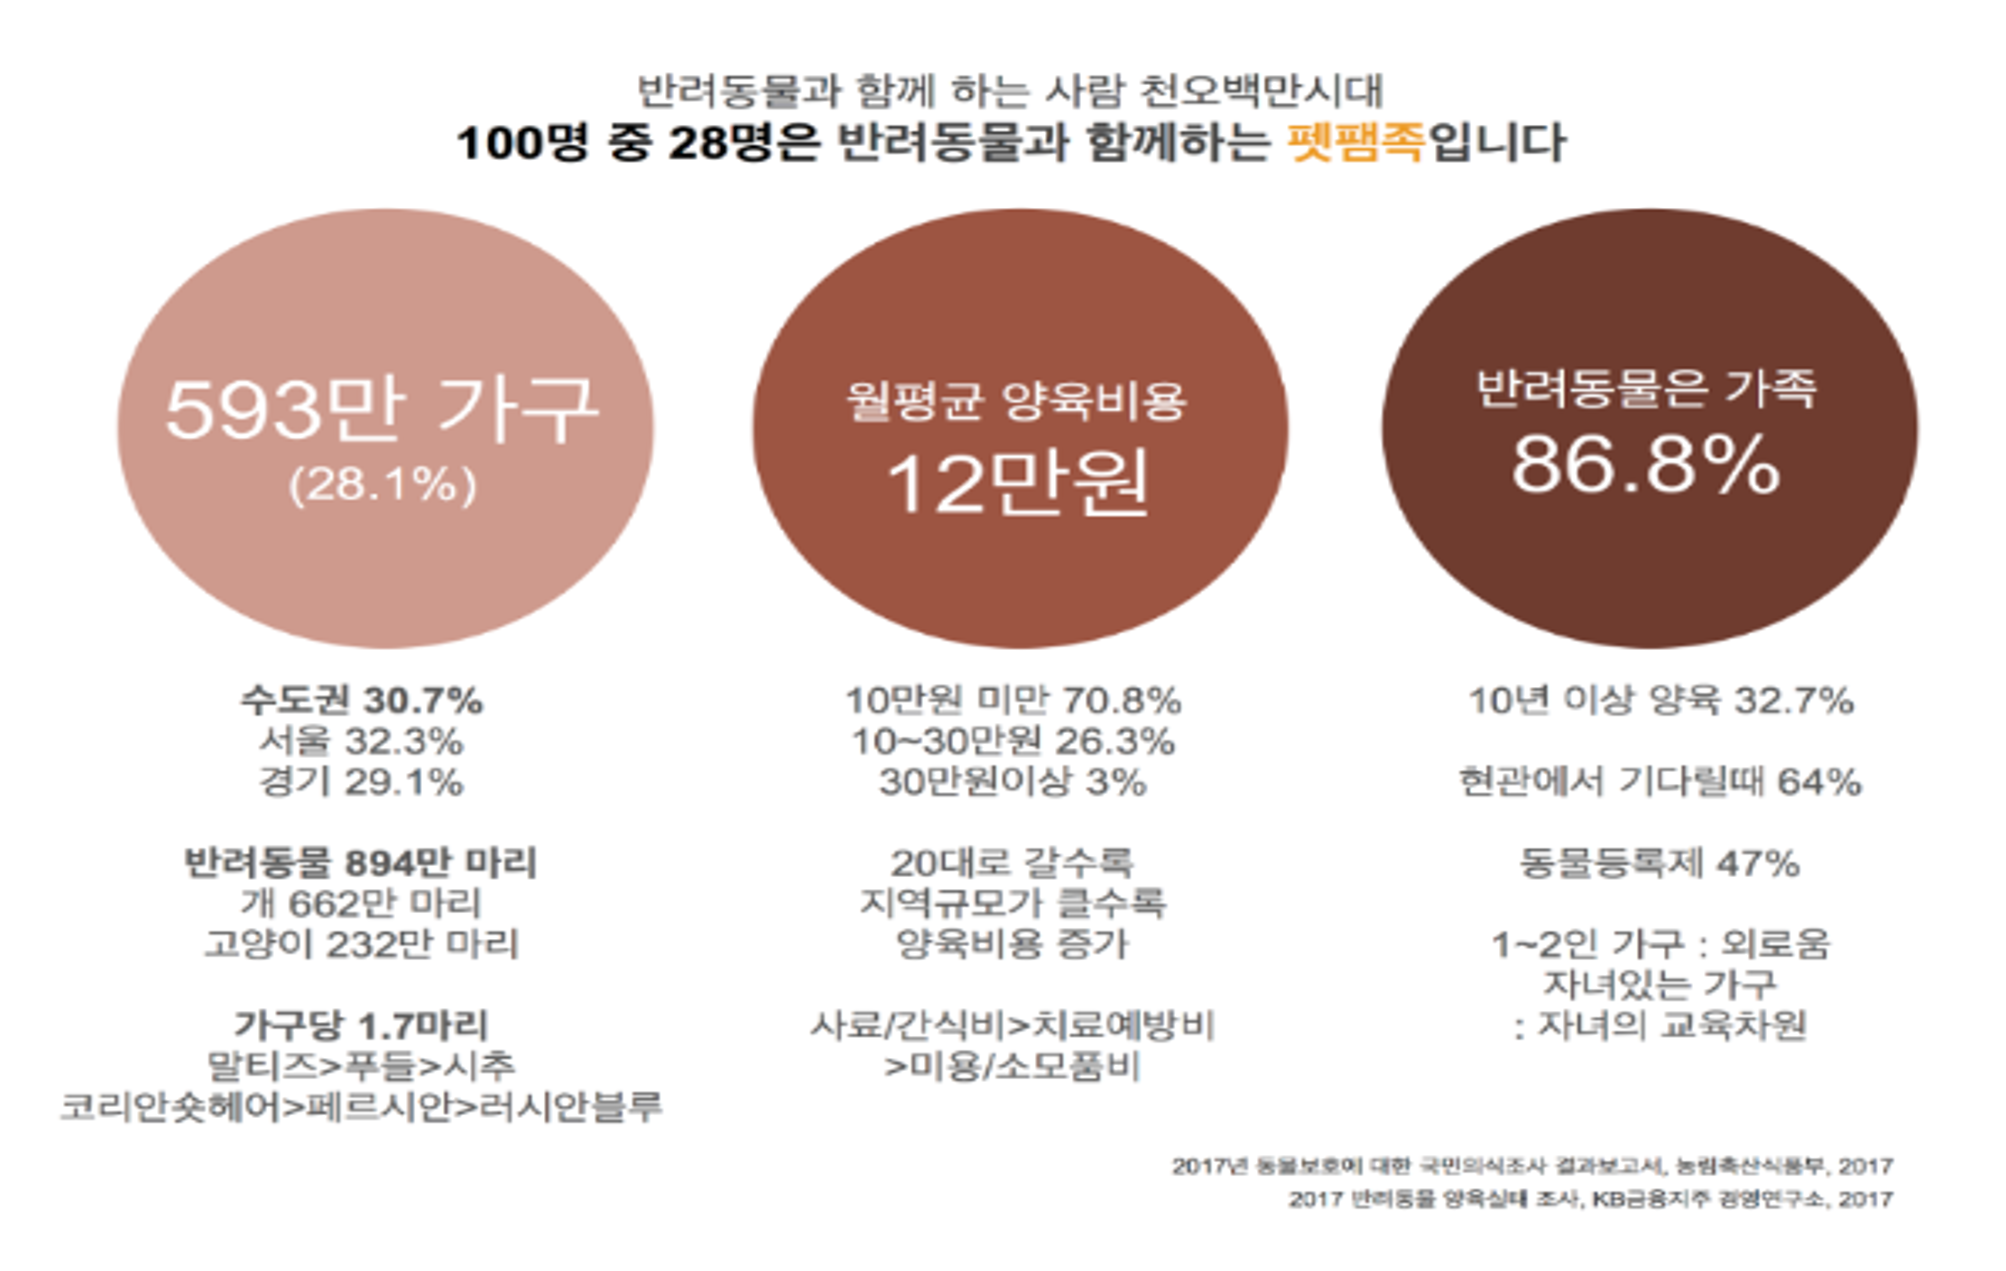 반려동물과 함께 하는 사람 천오백만시대
100명 중 28명은 반려동물과 함께하는 펫팸족입니다
593만 가구
(28.1%)
수도권 30.7%
서울 32.3%
경기 29.1%
반려동물 894만 마리
개 662만 마리
고양이 232만 마리
가구당 1.7마리
말티즈>푸들>시추
코리안숏헤어>페르시안>러시안블루
월평균 양육비용
12만원
10만원 미만 70.8%
10~30만원 26.3%
30만원이상 3%
20대로 갈수록
지역규모가 클수록
양육비용 증가
사료/간식비>치료예방비
>미용/소모품비
반려동물은 가족
86.8%
10년 이상 양육 32.7%
현관에서 기다릴때 64%
동물등록제 47%
1~2인 가구 : 외로움
자녀있는 가구
: 자녀의 교육차원
2017년 동물보호에 대한 국민의식조사 결과보고서, 농림축산식품부, 2017
2017 반려동물 양육실태 조사, KB금융지주 경영연구소, 2017